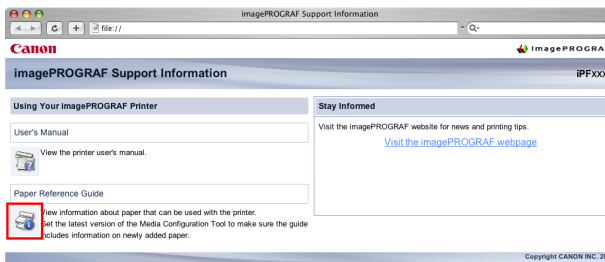 imagePROGRAF Support Information
file://
Canon
imagePROGRA
imagePROGRAF Support Information
iPFxxx
Using Your imagePROGRAF Printer
User's Manual
View the printer user's manual.
Paper Reference Guide
View information about paper that can be used with the printer.
Get the latest version of the Media Configuration Tool to make sure the guide
includes information on newly added paper.
Stay Informed
Visit the imagePROGRAF website for news and printing tips.
Visit the imagePROGRAF webpage
Copyright CANON INC. 2